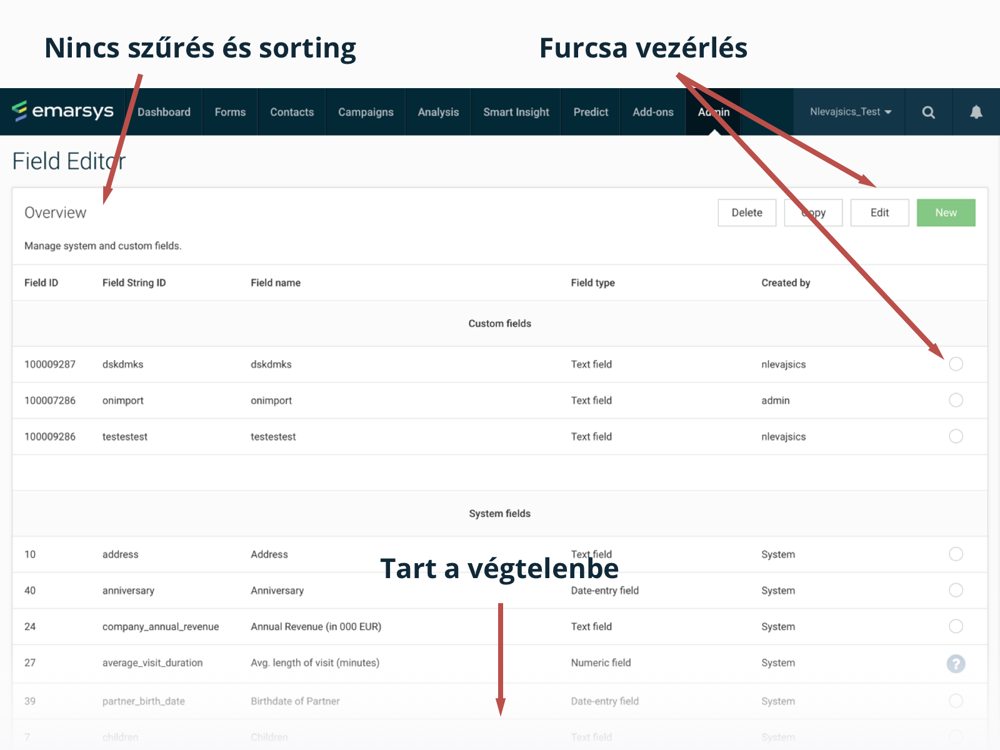 Nincs szűrés és sorting
Furcsa vezérlés
emarsys Dashboard Forms Contacts Campaigns Analysis Smart Insight Predict Add-ons Admin Nlevajsics_Test
Field Editor
Overview Delete Copy Edit New
Manage system and custom fields.
Field ID Field String ID Field name Field type Created by
Custom fields
100009287 dskdmks dskdmks Text field nlevajsics
100007286 onimport onimport Text field admin
100009286 testestest testestest Text field nlevajsics
System fields
10 address Address Text field System
Tart a végtelenbe
40 anniversary Anniversary Date-entry field System
24 company_annual_revenue Annual Revenue (in 000 EUR) Text field System
27 average_visit_duration Avg. length of visit (minutes) Numeric field System ?
39 partner_birth_date Birthdate of Partner Date-entry field System
7 children Children Text field System